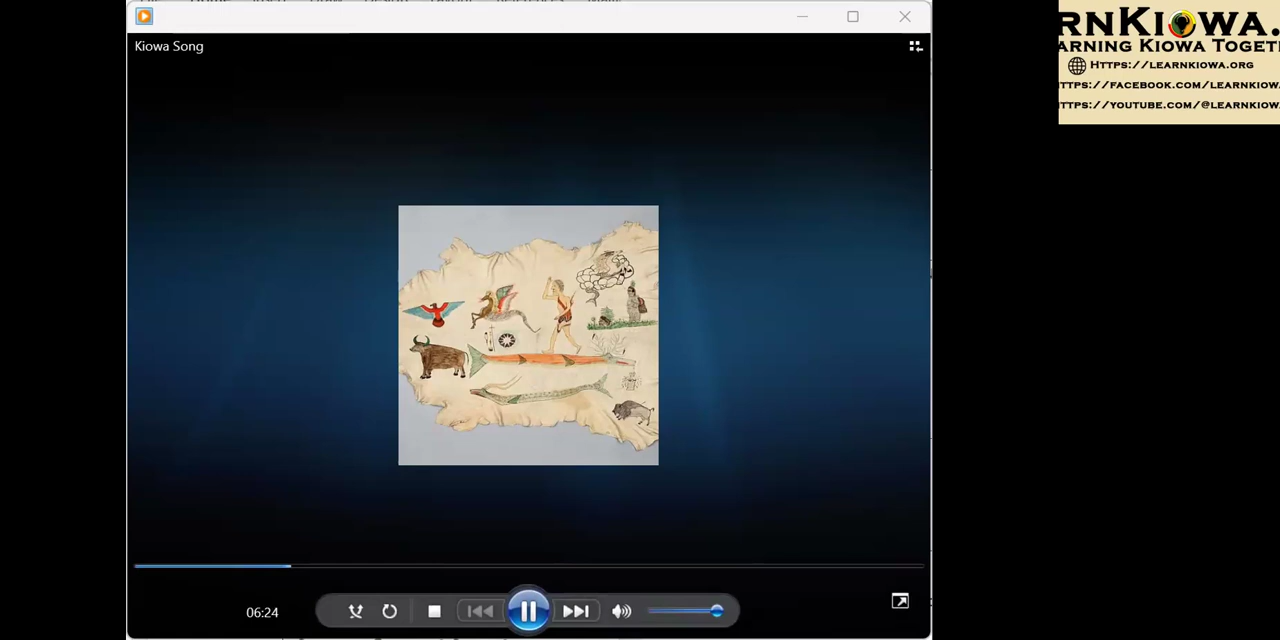 Kiowa Song
06:24
RNKIOWA.
ARNING KIOWA TOGET
HTTPS://LEARNKIOWA.ORG
TTPS://FACEBOOK.COM/LEARNKIOW
TTPS://YOUTUBE.COM/@LEARNKIOW